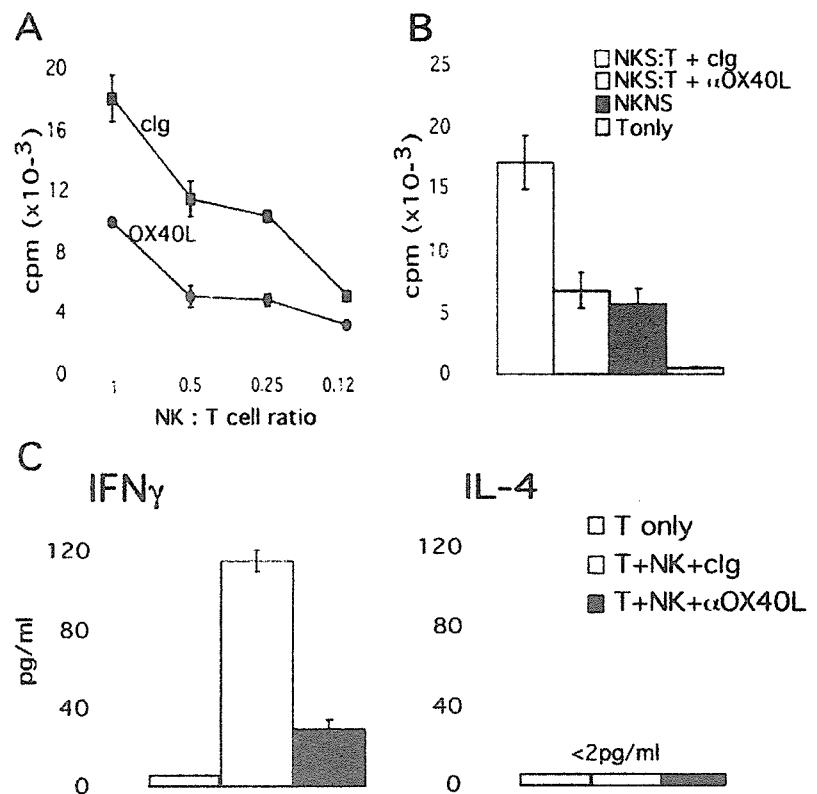 A
20
16
12
8
4
0
cpm (x10-3)
cIg
OX40L
1
0.5
0.25
0.12
NK : T cell ratio
B
25
20
15
10
5
0
cpm (x10-3)
NKS:T + cIg
NKS:T + αOX40L
NKNS
Tonly
C
IFNγ
120
80
40
0
pg/ml
IL-4
120
80
40
0
<2pg/ml
T only
T+NK+cIg
T+NK+αOX40L